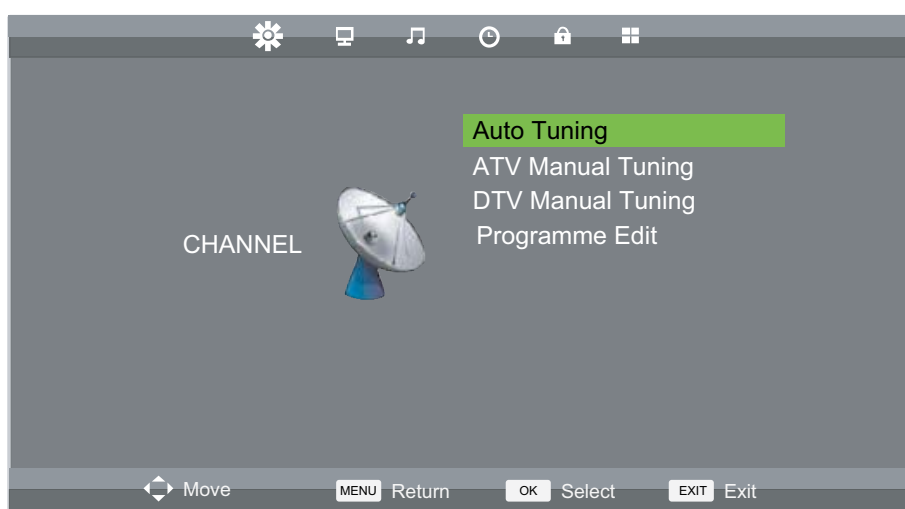 Auto Tuning
ATV Manual Tuning
DTV Manual Tuning
Programme Edit
CHANNEL
Move MENU Return OK Select EXIT Exit